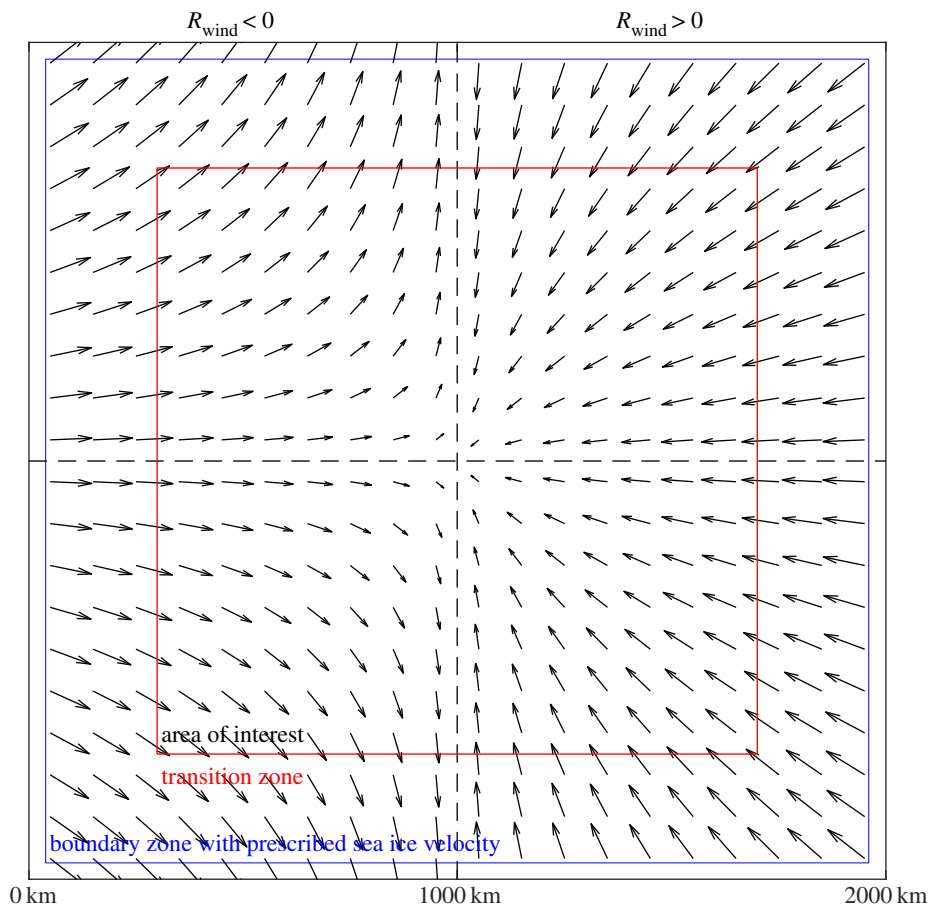 R_wind < 0
R_wind > 0
area of interest
transition zone
boundary zone with prescribed sea ice velocity
0 km
1000 km
2000 km